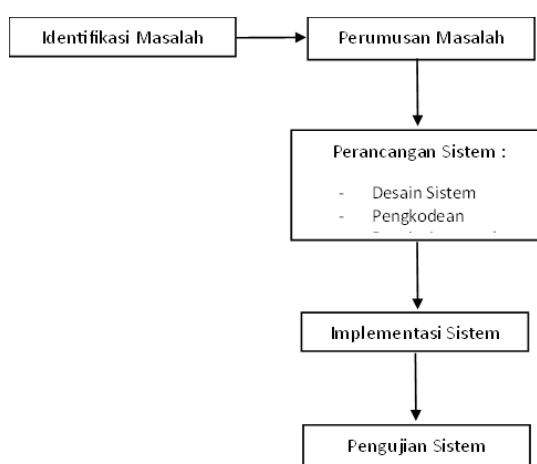 Identifikasi Masalah
Perumusan Masalah
Perancangan Sistem :
- Desain Sistem
- Pengkodean
Implementasi Sistem
Pengujian Sistem